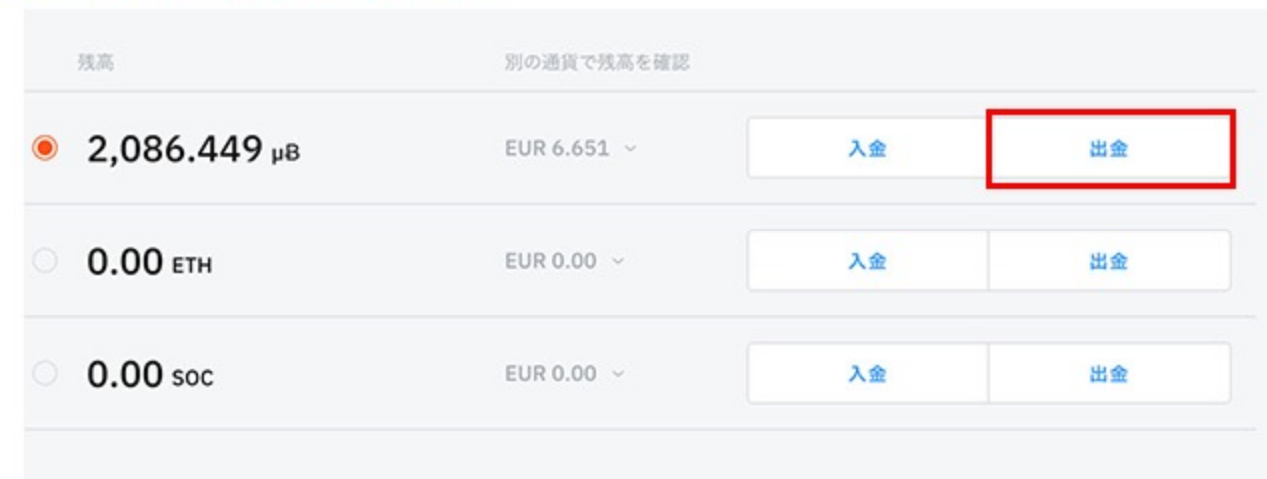 残高 別の通貨で残高を確認
2,086.449 μB EUR 6.651 入金 出金
0.00 ETH EUR 0.00 入金 出金
0.00 SOC EUR 0.00 入金 出金